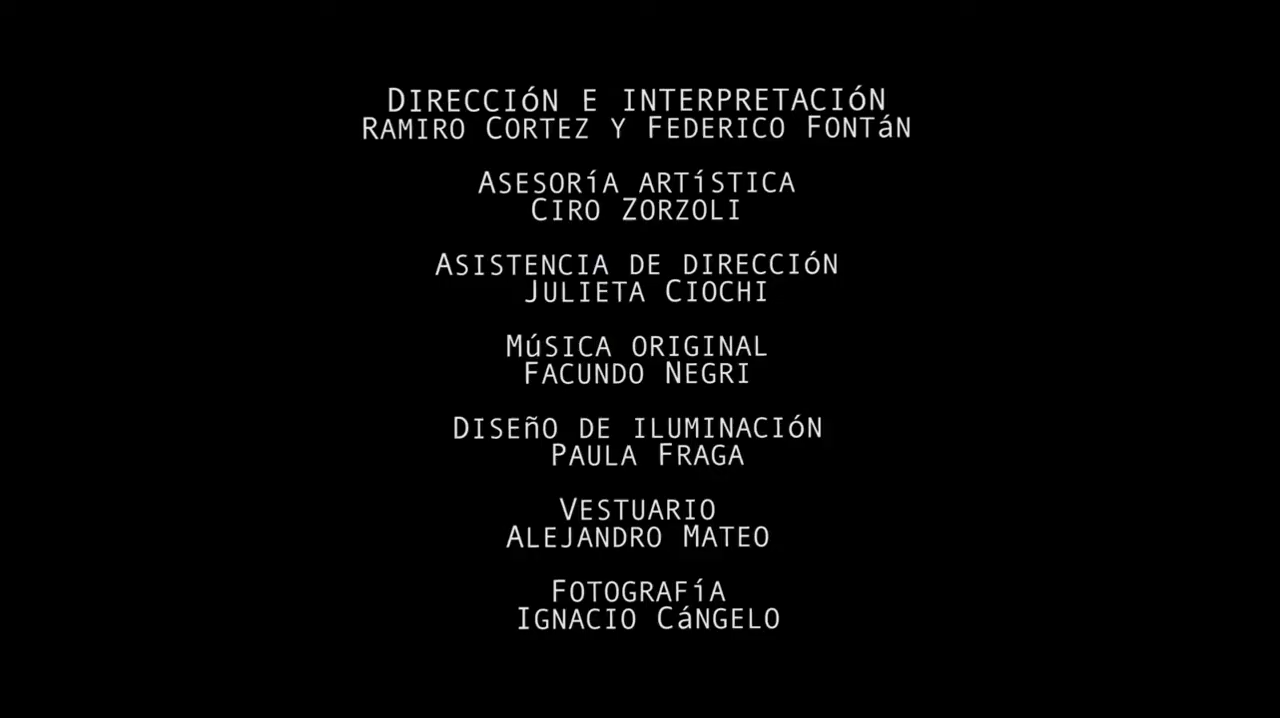 Dirección e interpretación
Ramiro Cortez y Federico Fontán
Asesoría artística
Ciro Zorzoli
Asistencia de dirección
Julieta Ciochi
Música original
Facundo Negri
Diseño de iluminación
Paula Fraga
Vestuario
Alejandro Mateo
Fotografía
Ignacio Cángelo